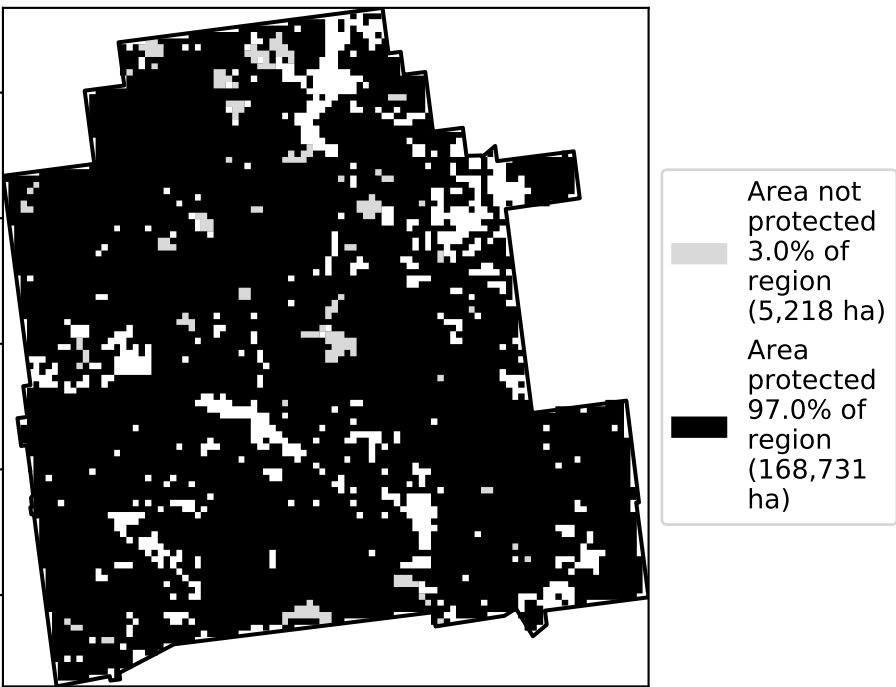 Area not
protected
3.0% of
region
(5,218 ha)
Area
protected
97.0% of
region
(168,731
ha)